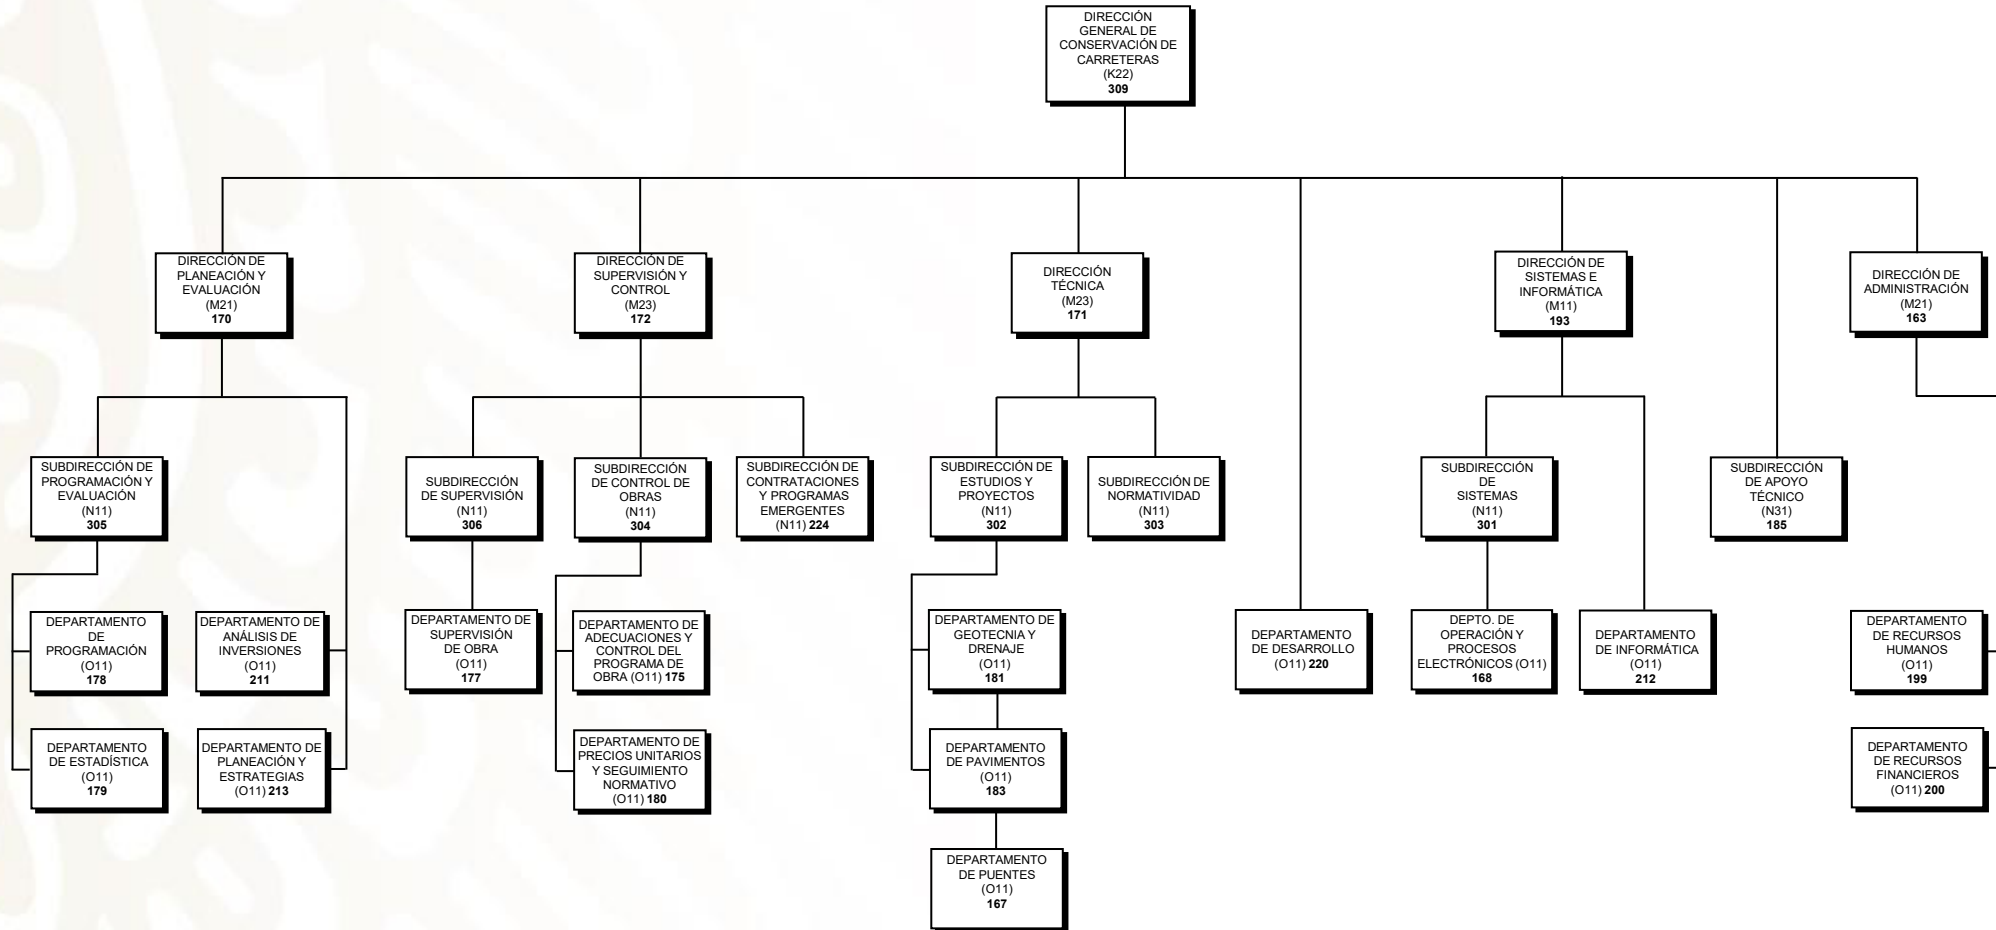 DIRECCIÓN
GENERAL DE
CONSERVACIÓN DE
CARRETERAS
(K22)
309
DIRECCIÓN DE
PLANEACIÓN Y
EVALUACIÓN
(M21)
170
DIRECCIÓN DE
SUPERVISIÓN Y
CONTROL
(M23)
172
DIRECCIÓN
TÉCNICA
(M23)
171
DIRECCIÓN DE
SISTEMAS E
INFORMÁTICA
(M11)
193
DIRECCIÓN DE
ADMINISTRACIÓN
(M21)
163
SUBDIRECCIÓN DE
PROGRAMACIÓN Y
EVALUACIÓN
(N11)
305
SUBDIRECCIÓN
DE SUPERVISIÓN
(N11)
306
SUBDIRECCIÓN
DE CONTROL DE
OBRAS
(N11)
304
SUBDIRECCIÓN DE
CONTRATACIONES
Y PROGRAMAS
EMERGENTES
(N11) 224
SUBDIRECCIÓN DE
ESTUDIOS Y
PROYECTOS
(N11)
302
SUBDIRECCIÓN DE
NORMATIVIDAD
(N11)
303
SUBDIRECCIÓN
DE
SISTEMAS
(N11)
301
SUBDIRECCIÓN
DE APOYO
TÉCNICO
(N31)
185
DEPARTAMENTO
DE
PROGRAMACIÓN
(O11)
178
DEPARTAMENTO DE
ANÁLISIS DE
INVERSIONES
(O11)
211
DEPARTAMENTO DE
SUPERVISIÓN
DE OBRA
(O11)
177
DEPARTAMENTO DE
ADECUACIONES Y
CONTROL DEL
PROGRAMA DE
OBRA (O11) 175
DEPARTAMENTO DE
GEOTECNIA Y
DRENAJE
(O11)
181
DEPARTAMENTO
DE DESARROLLO
(O11) 220
DEPTO. DE
OPERACIÓN Y
PROCESOS
ELECTRÓNICOS (O11)
168
DEPARTAMENTO
DE INFORMÁTICA
(O11)
212
DEPARTAMENTO
DE RECURSOS
HUMANOS
(O11)
199
DEPARTAMENTO
DE ESTADÍSTICA
(O11)
179
DEPARTAMENTO DE
PLANEACIÓN Y
ESTRATEGIAS
(O11) 213
DEPARTAMENTO DE
PRECIOS UNITARIOS
Y SEGUIMIENTO
NORMATIVO
(O11) 180
DEPARTAMENTO
DE PAVIMENTOS
(O11)
183
DEPARTAMENTO
DE RECURSOS
FINANCIEROS
(O11) 200
DEPARTAMENTO
DE PUENTES
(O11)
167